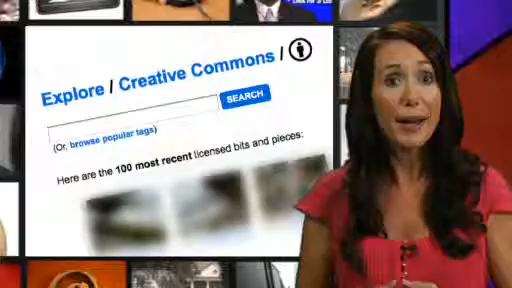 Explore / Creative Commons /
SEARCH
(Or, browse popular tags)
Here are the 100 most recent licensed bits and pieces: